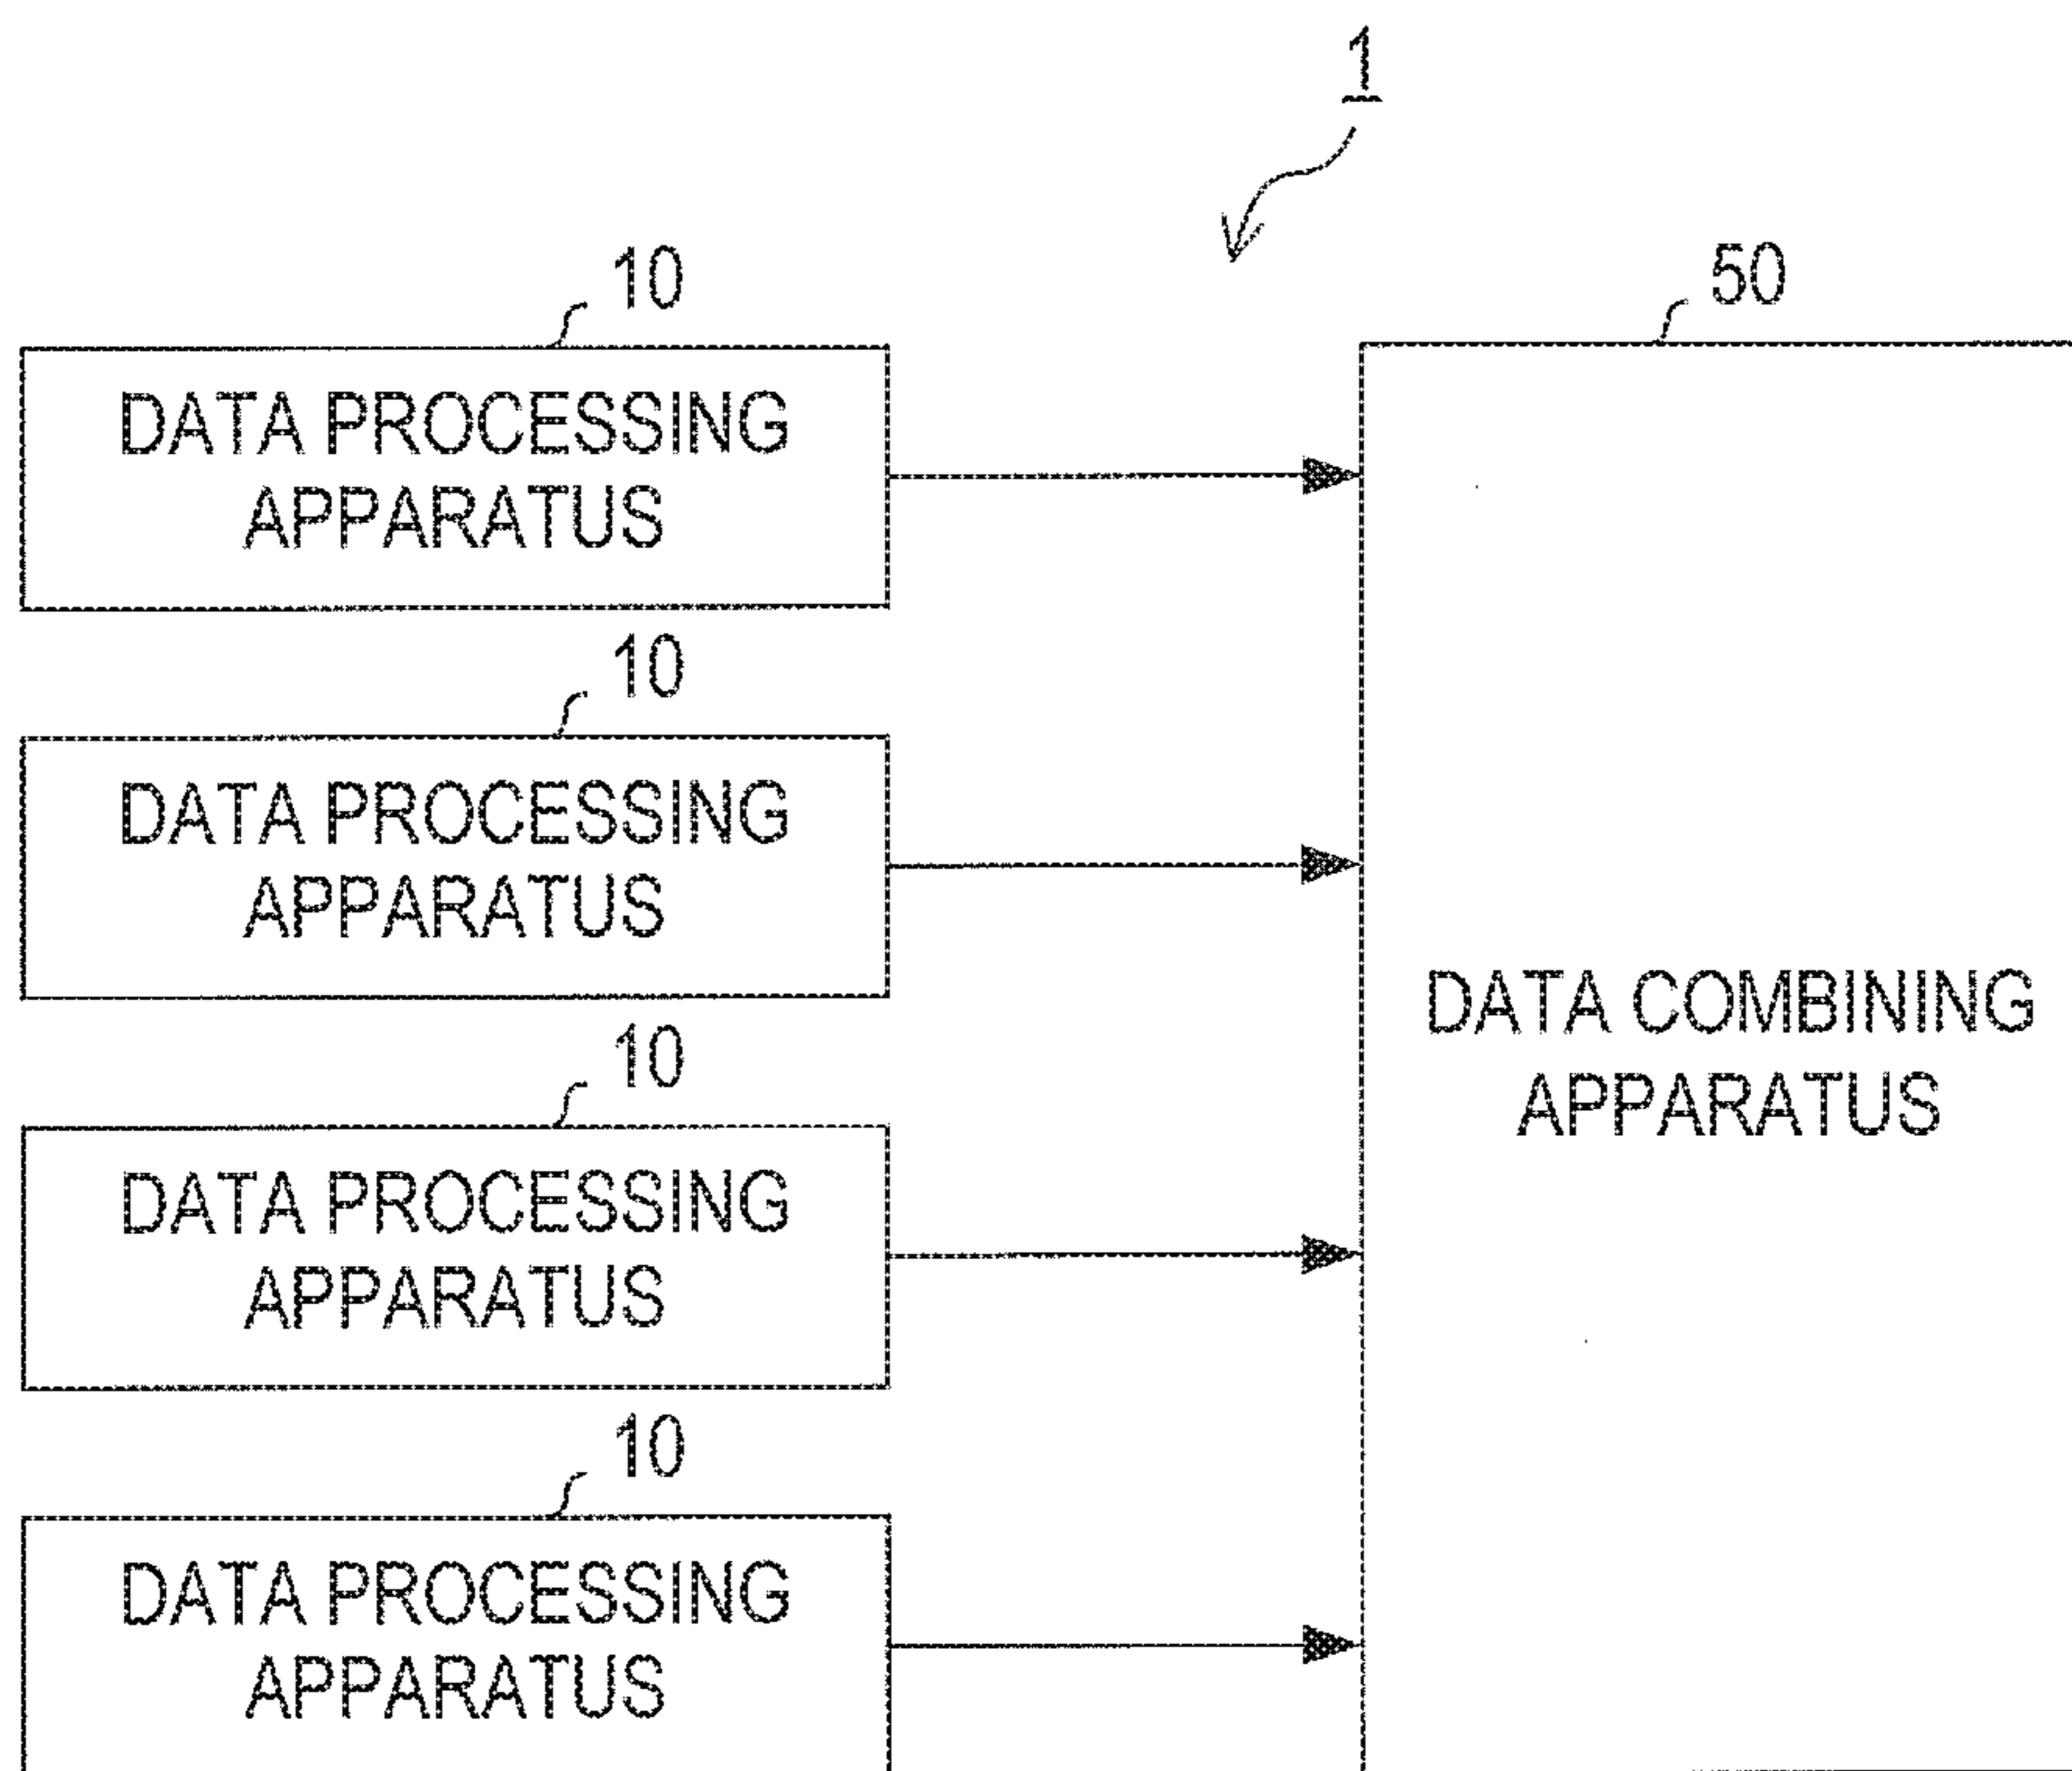 1
10
50
DATA PROCESSING
APPARATUS
10
DATA PROCESSING
APPARATUS
DATA COMBINING
APPARATUS
10
DATA PROCESSING
APPARATUS
10
DATA PROCESSING
APPARATUS